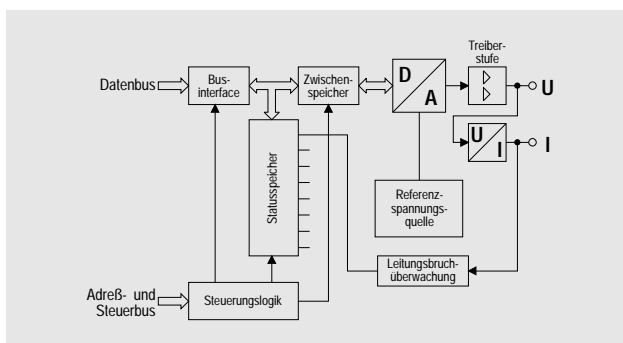 Treiber-
stufe
Datenbus
Bus-
interface
Zwischen-
speicher
D
A
U
U
I
I
Statusspeicher
Referenz-
spannungs-
quelle
Leitungsbruch-
überwachung
Adreß- und
Steuerbus
Steuerungslogik